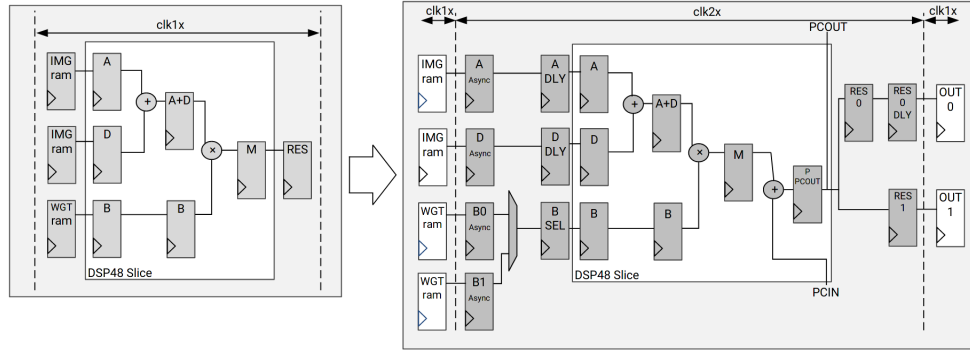 clk1x
IMG
ram
A
+
A+D
IMG
ram
D
×
M
RES
WGT
ram
B
B
DSP48 Slice
clk1x
clk2x
clk1x
PCOUT
IMG
ram
A
Async
A
DLY
A
+
A+D
RES
0
RES
0
DLY
OUT
0
IMG
ram
D
Async
D
DLY
D
×
M
+
P
PCOUT
WGT
ram
B0
Async
B
SEL
B
B
RES
1
OUT
1
WGT
ram
B1
Async
DSP48 Slice
PCIN